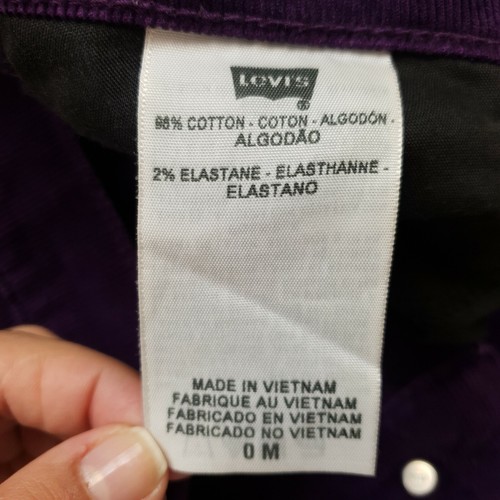 LEVI'S
®
98% COTTON - COTON - ALGODÓN -
ALGODÃO
2% ELASTANE - ELASTHANNE -
ELASTANO
MADE IN VIETNAM
FABRIQUE AU VIETNAM
FABRICADO EN VIETNAM
FABRICADO NO VIETNAM
0 M